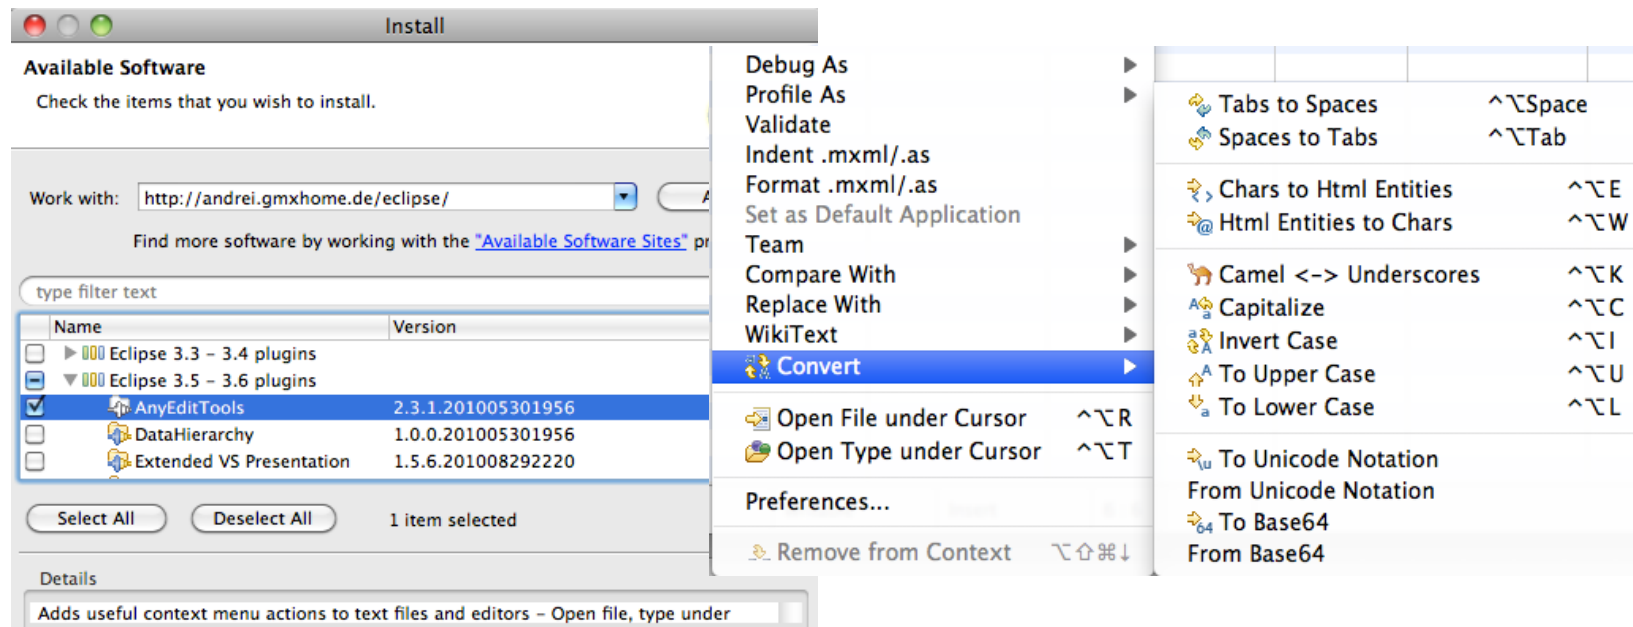 Install
Available Software
Check the items that you wish to install.
Work with: http://andrei.gmxhome.de/eclipse/
Find more software by working with the "Available Software Sites"
type filter text
Name Version
Eclipse 3.3 – 3.4 plugins
Eclipse 3.5 – 3.6 plugins
AnyEditTools 2.3.1.201005301956
DataHierarchy 1.0.0.201005301956
Extended VS Presentation 1.5.6.201008292220
Select All Deselect All 1 item selected
Details
Adds useful context menu actions to text files and editors – Open file, type under
Debug As
Profile As
Validate
Indent .mxml/.as
Format .mxml/.as
Set as Default Application
Team
Compare With
Replace With
WikiText
Convert
Open File under Cursor ^⌥R
Open Type under Cursor ^⌥T
Preferences...
Remove from Context ⌥⇧⌘↓
Tabs to Spaces ^⌥Space
Spaces to Tabs ^⌥Tab
Chars to Html Entities ^⌥E
Html Entities to Chars ^⌥W
Camel <-> Underscores ^⌥K
Capitalize ^⌥C
Invert Case ^⌥I
To Upper Case ^⌥U
To Lower Case ^⌥L
To Unicode Notation
From Unicode Notation
To Base64
From Base64